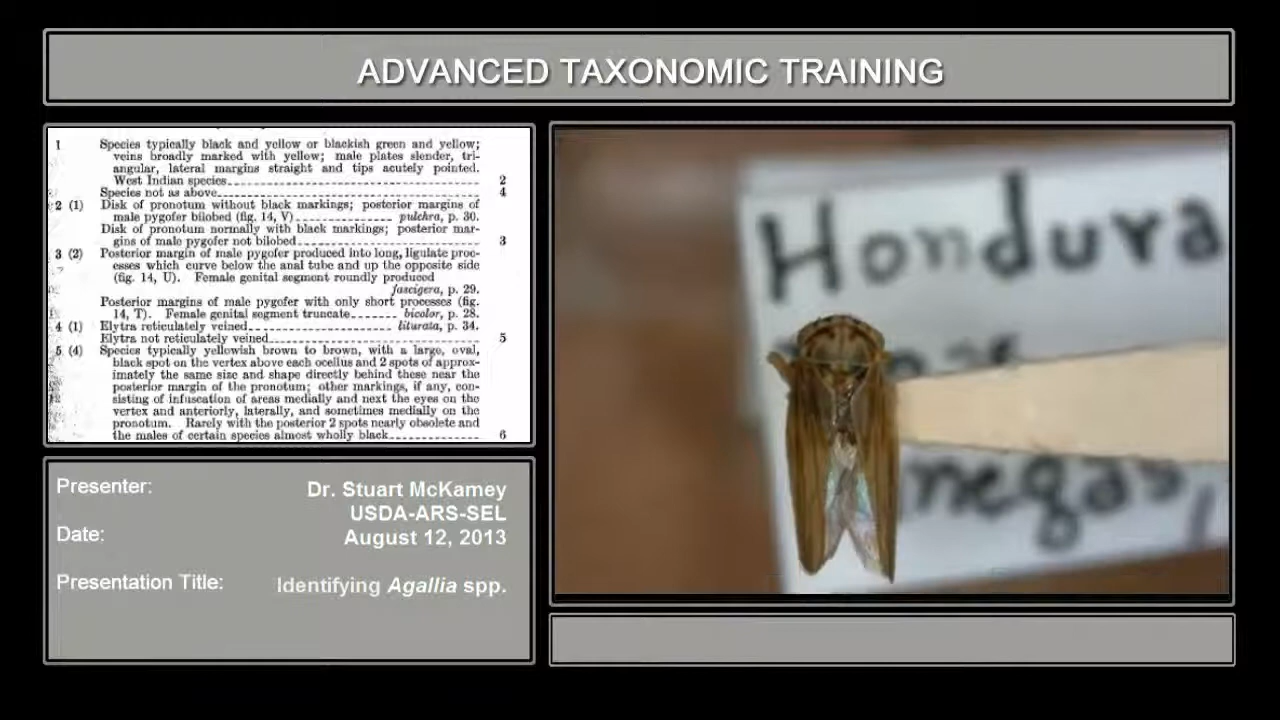 ADVANCED TAXONOMIC TRAINING
1 Species typically black and yellow or blackish green and yellow;
veins broadly marked with yellow; male plates slender, tri-
angular, lateral margins straight and tips acutely pointed.
West Indian species 2
Species not as above 4
2 (1) Disk of pronotum without black markings; posterior margins of
male pygofer bilobed (fig. 14, V) pulchra, p. 30.
Disk of pronotum normally with black markings; posterior mar-
gins of male pygofer not bilobed 3
3 (2) Posterior margin of male pygofer produced into long, ligulate proc-
esses which curve below the anal tube and up the opposite side
(fig. 14, U). Female genital segment roundly produced
fascigera, p. 29.
Posterior margins of male pygofer with only short processes (fig.
14, T). Female genital segment truncate bicolor, p. 28.
4 (1) Elytra reticulately veined liturata, p. 34.
Elytra not reticulately veined 5
5 (4) Species typically yellowish brown to brown, with a large, oval,
black spot on the vertex above each ocellus and 2 spots of approx-
imately the same size and shape directly behind these near the
posterior margin of the pronotum; other markings, if any, con-
sisting of infuscation of areas medially and next the eyes on the
vertex and anteriorly, laterally, and sometimes medially on the
pronotum. Rarely with the posterior 2 spots nearly obsolete and
the males of certain species almost wholly black 6
Hondura
Presenter: Dr. Stuart McKamey
USDA-ARS-SEL
Date: August 12, 2013
Presentation Title: Identifying Agallia spp.